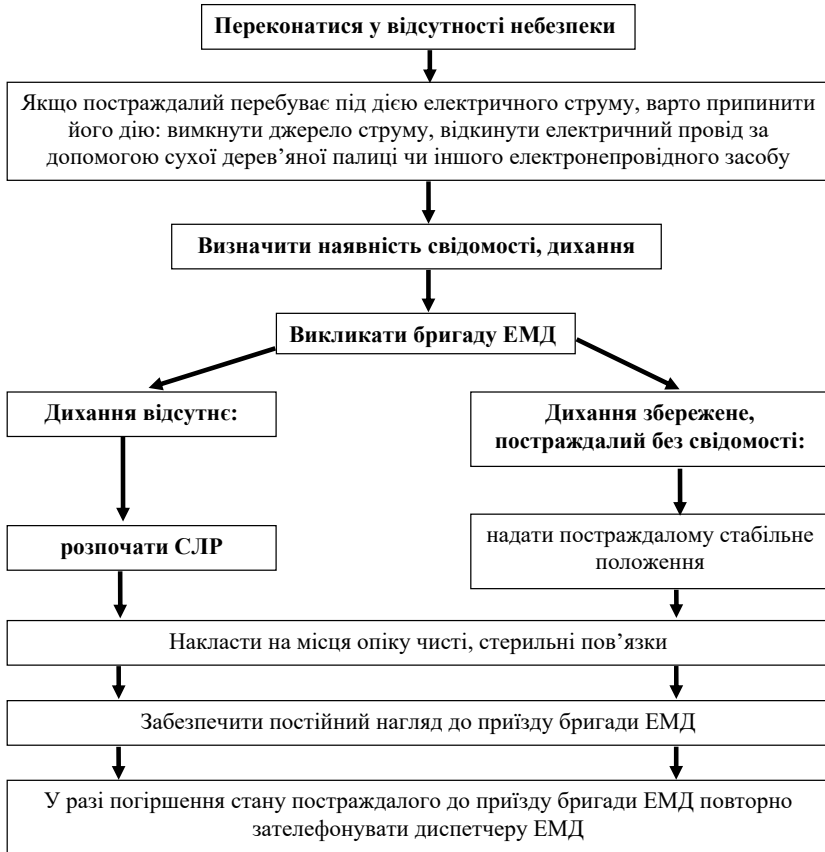 Переконатися у відсутності небезпеки
Якщо постраждалий перебуває під дією електричного струму, варто припинити
його дію: вимкнути джерело струму, відкинути електричний провід за
допомогою сухої дерев’яної палиці чи іншого електронепровідного засобу
Визначити наявність свідомості, дихання
Викликати бригаду ЕМД
Дихання відсутнє:
Дихання збережене,
постраждалий без свідомості:
розпочати СЛР
надати постраждалому стабільне
положення
Накласти на місця опіку чисті, стерильні пов’язки
Забезпечити постійний нагляд до приїзду бригади ЕМД
У разі погіршення стану постраждалого до приїзду бригади ЕМД повторно
зателефонувати диспетчеру ЕМД